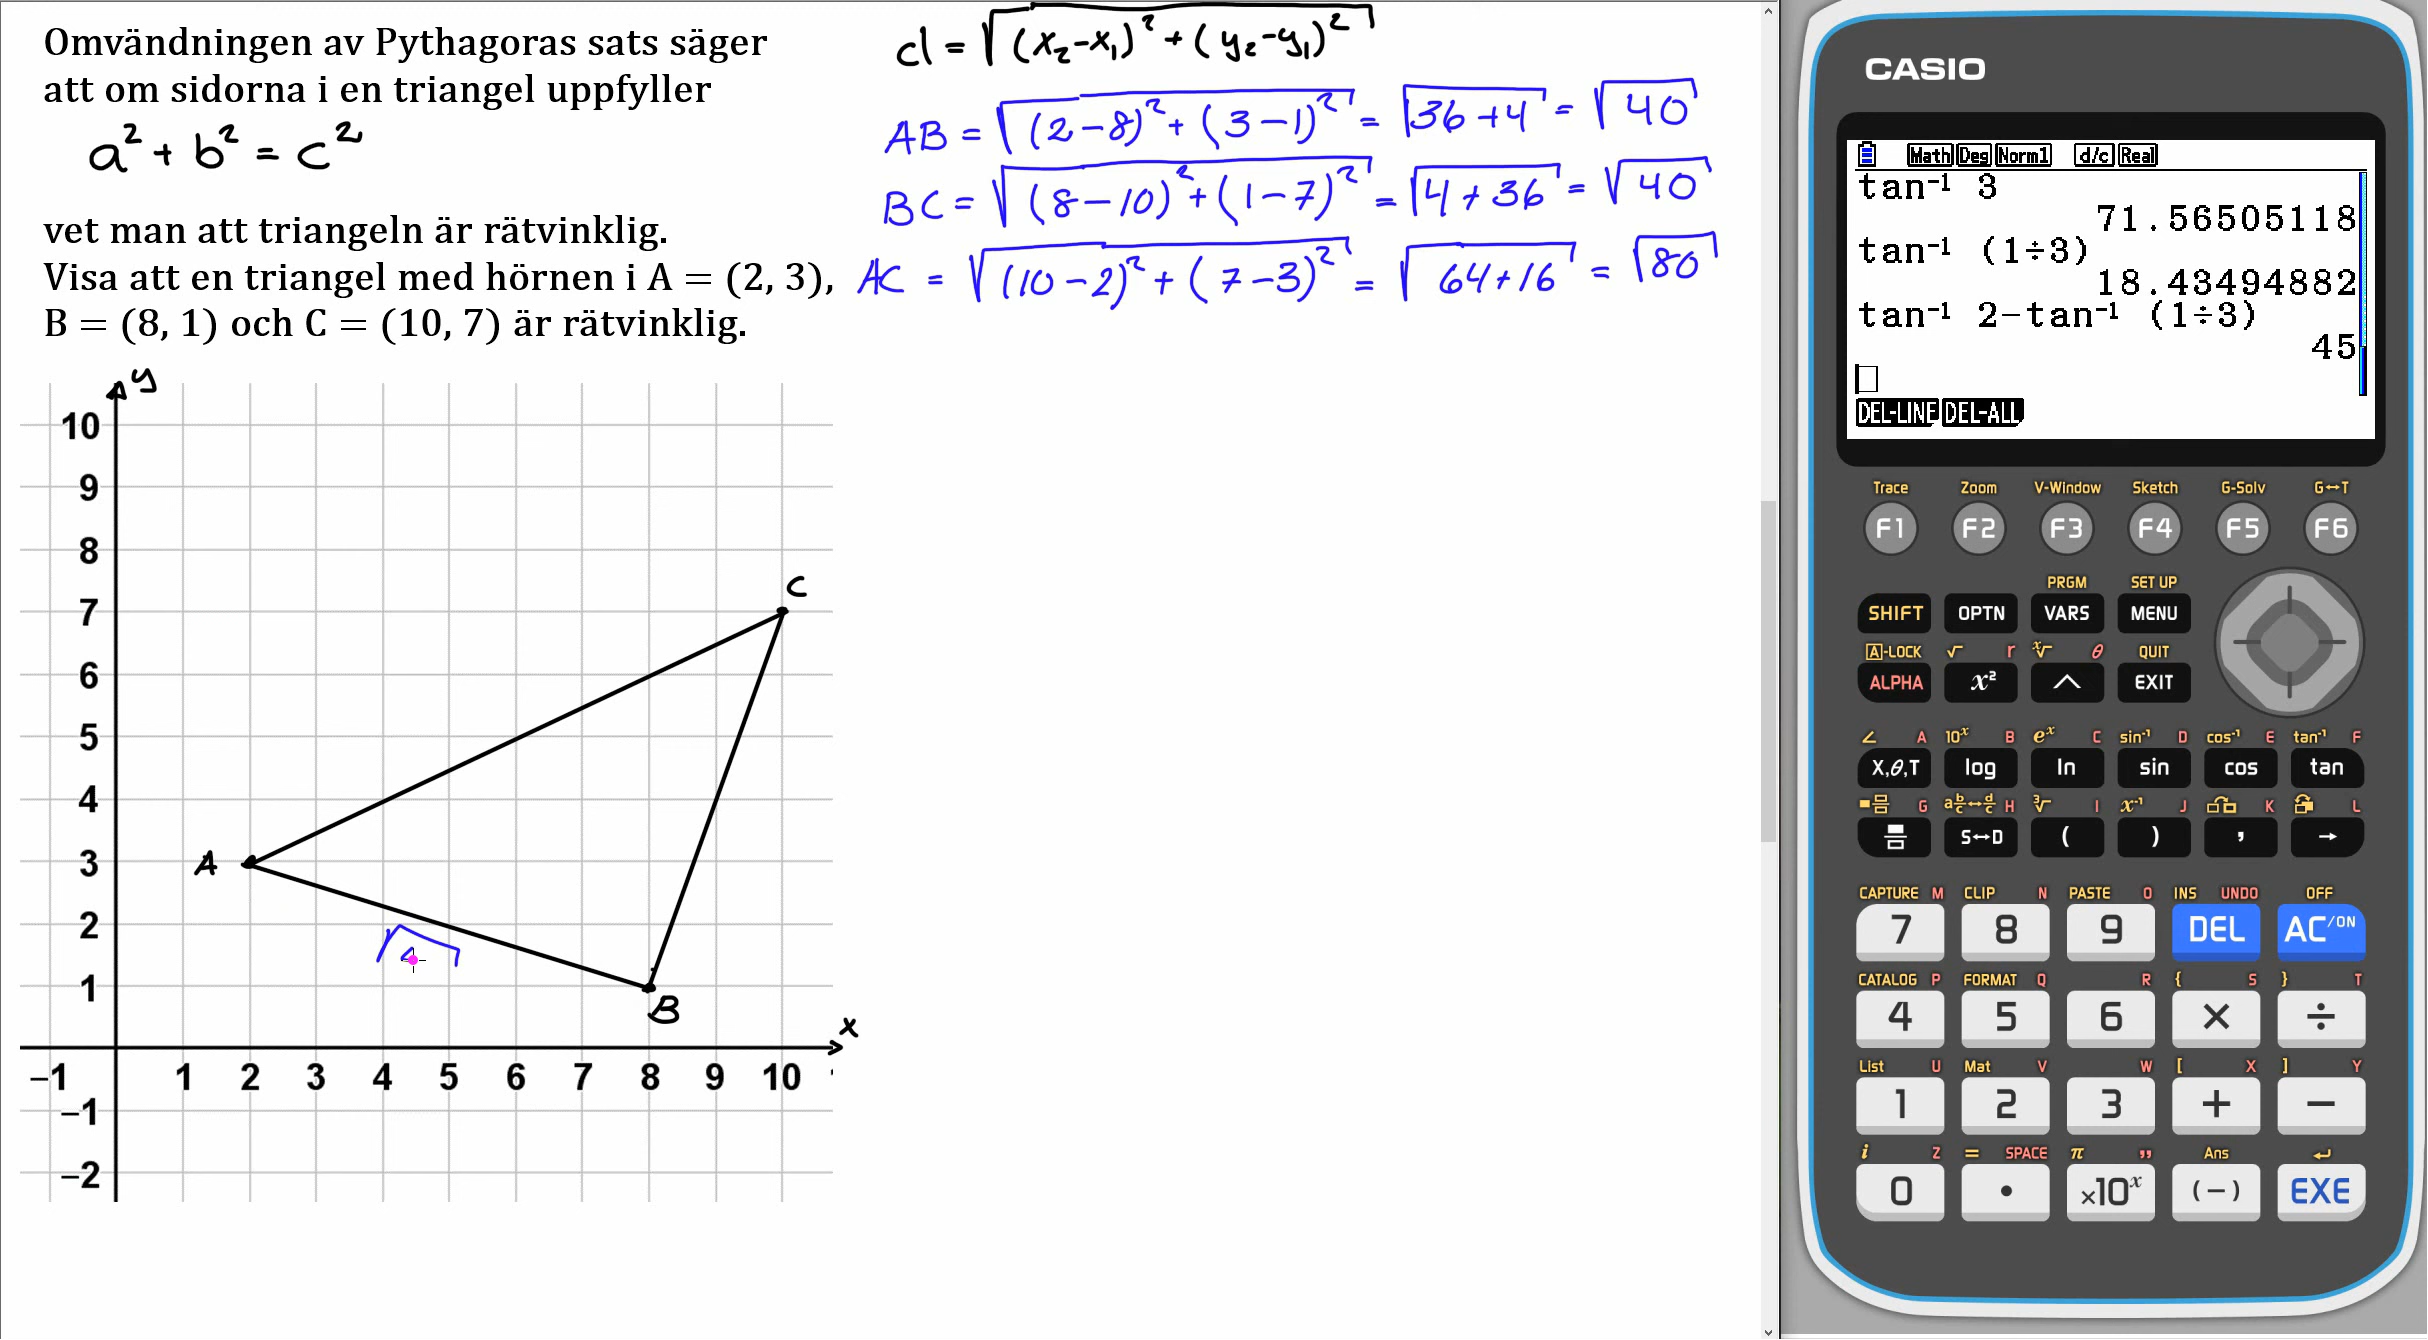 Omvändningen av Pythagoras sats säger
att om sidorna i en triangel uppfyller
a² + b² = c²
vet man att triangeln är rätvinklig.
Visa att en triangel med hörnen i A = (2, 3),
B = (8, 1) och C = (10, 7) är rätvinklig.
d = √((x₂-x₁)² + (y₂-y₁)²)
AB = √((2-8)² + (3-1)²) = √(36+4) = √40
BC = √((8-10)² + (1-7)²) = √(4+36) = √40
AC = √((10-2)² + (7-3)²) = √(64+16) = √80
y
10
9
8
7
6
5
4
3
2
1
-1
-2
C
A
B
x
-1 1 2 3 4 5 6 7 8 9 10
CASIO
Math Deg Norm1 d/c Real
tan⁻¹ 3
71.56505118
tan⁻¹ (1÷3)
18.43494882
tan⁻¹ 2-tan⁻¹ (1÷3)
45
DEL-LINE DEL-ALL
Trace Zoom V-Window Sketch G-Solv G↔T
F1 F2 F3 F4 F5 F6
PRGM SET UP
SHIFT OPTN VARS MENU
A-LOCK √ r ˣ√ θ QUIT
ALPHA x² ^ EXIT
∠ A 10ˣ B eˣ C sin⁻¹ D cos⁻¹ E tan⁻¹ F
X,θ,T log ln sin cos tan
G a b/c↔d/c H ³√ I x⁻¹ J K L
S↔D ( ) , →
CAPTURE M CLIP N PASTE O INS UNDO OFF
7 8 9 DEL AC/ON
CATALOG P FORMAT Q R { S } T
4 5 6 × ÷
List U Mat V W [ X ] Y
1 2 3 + −
i Z = SPACE π " Ans ↵
0 • ×10ˣ (−) EXE